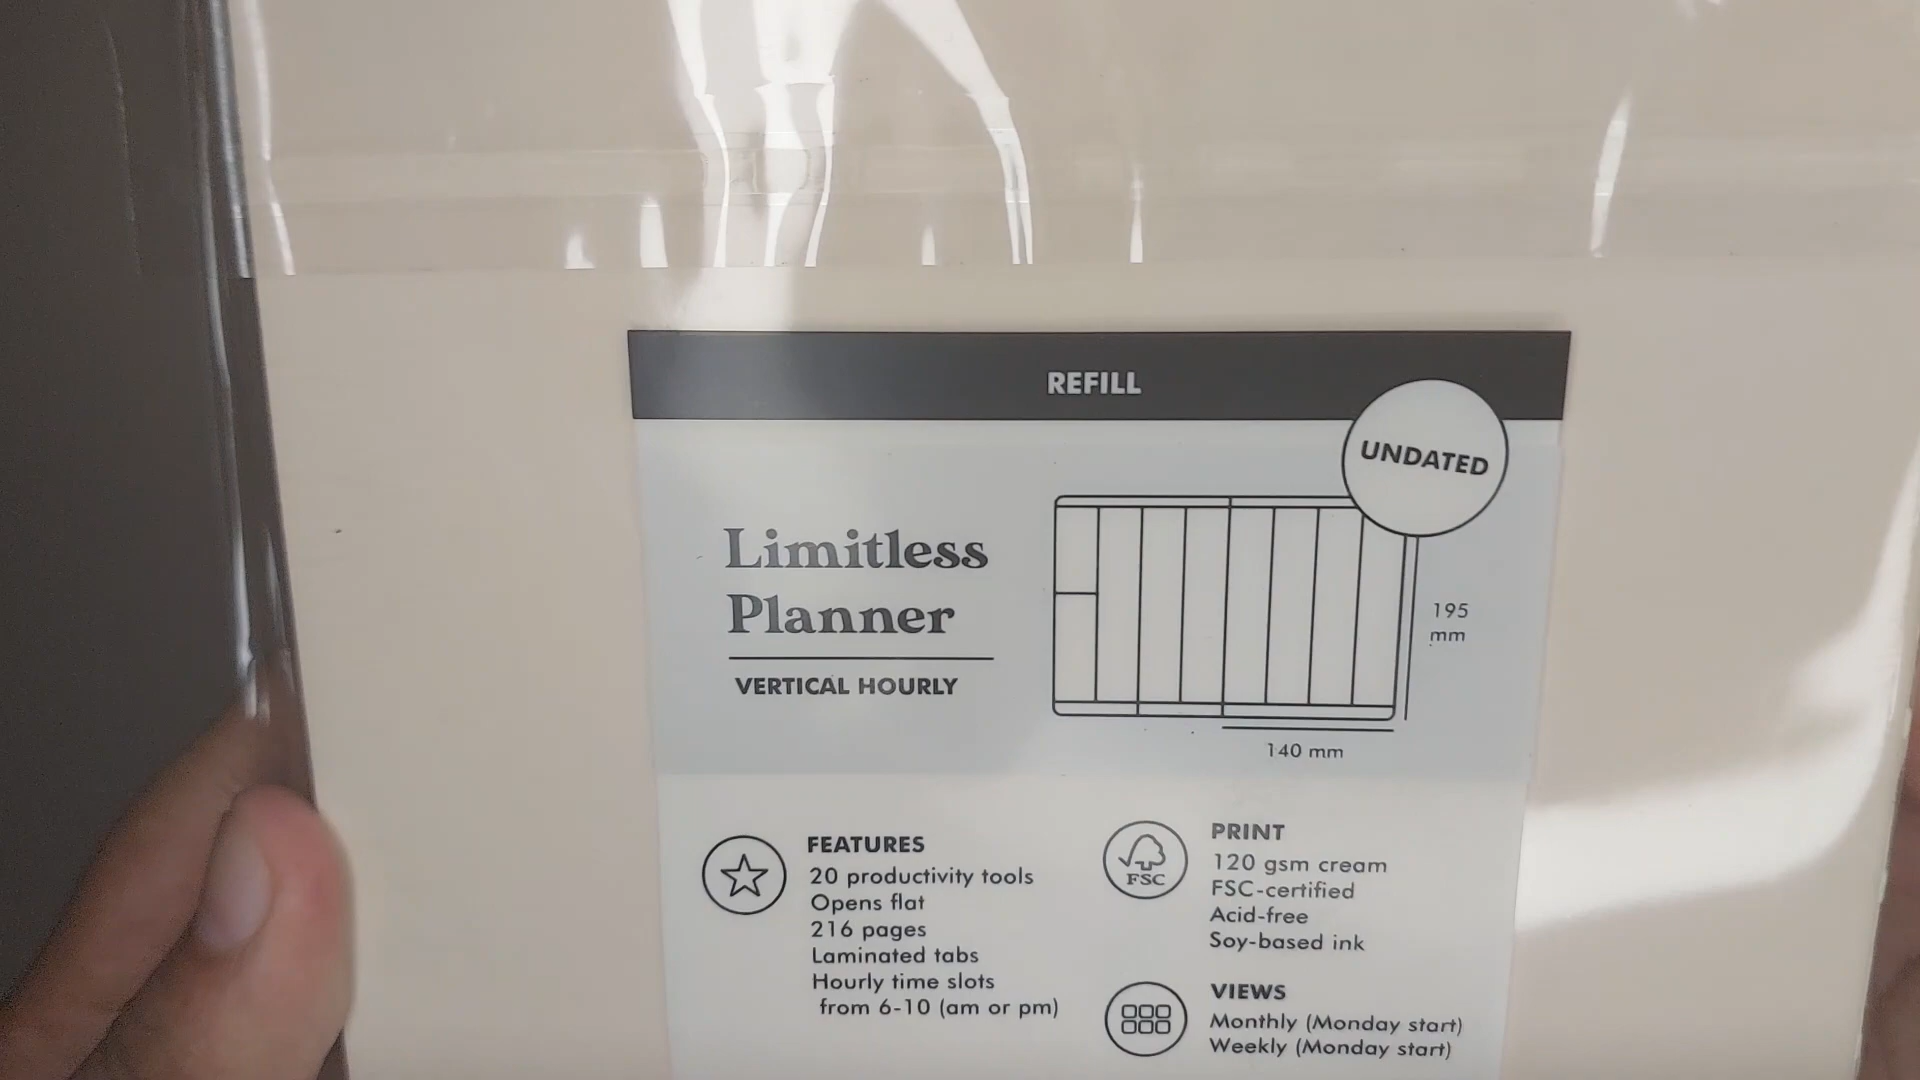 REFILL
UNDATED
Limitless
Planner
VERTICAL HOURLY
195
mm
140 mm
FEATURES
20 productivity tools
Opens flat
216 pages
Laminated tabs
Hourly time slots
from 6-10 (am or pm)
FSC
PRINT
120 gsm cream
FSC-certified
Acid-free
Soy-based ink
VIEWS
Monthly (Monday start)
Weekly (Monday start)